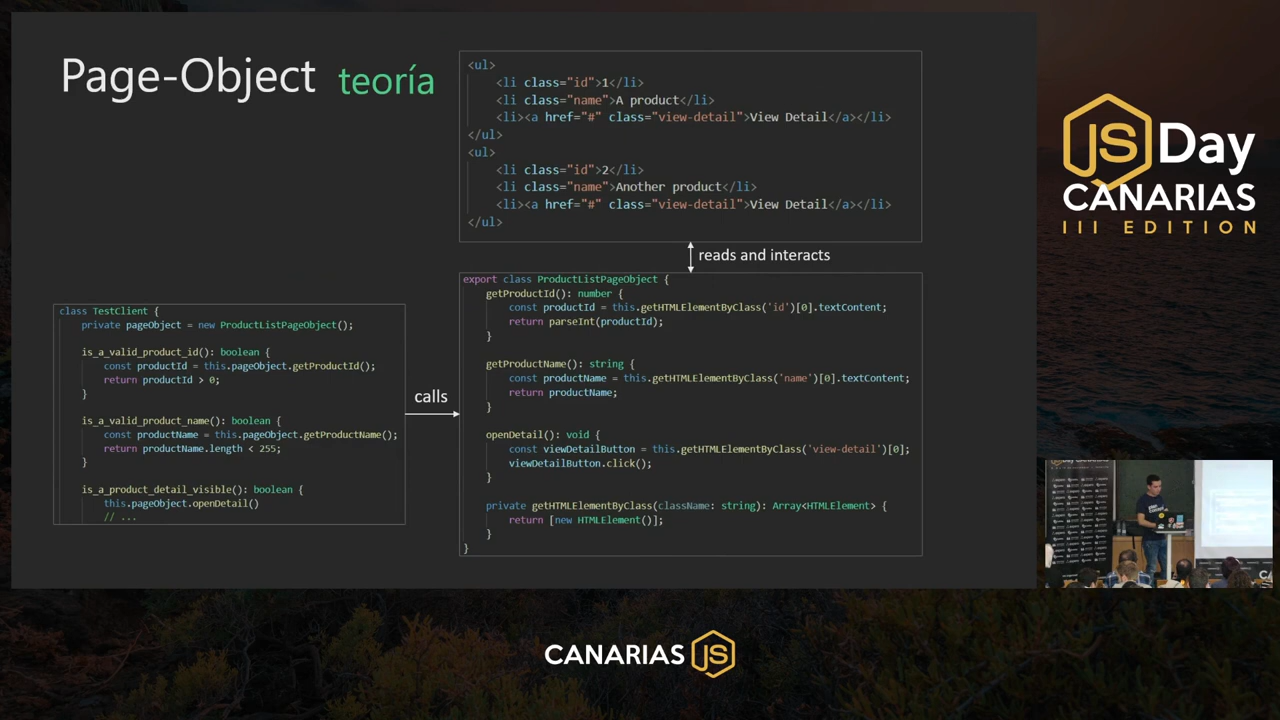 Page-Object teoría
<ul>
<li class="id">1</li>
<li class="name">A product</li>
<li><a href="#" class="view-detail">View Detail</a></li>
</ul>
<ul>
<li class="id">2</li>
<li class="name">Another product</li>
<li><a href="#" class="view-detail">View Detail</a></li>
</ul>
reads and interacts
class TestClient {
private pageObject = new ProductListPageObject();
is_a_valid_product_id(): boolean {
const productId = this.pageObject.getProductId();
return productId > 0;
}
is_a_valid_product_name(): boolean {
const productName = this.pageObject.getProductName();
return productName.length < 255;
}
is_a_product_detail_visible(): boolean {
this.pageObject.openDetail()
// ...
calls
export class ProductListPageObject {
getProductId(): number {
const productId = this.getHTMLElementByClass('id')[0].textContent;
return parseInt(productId);
}
getProductName(): string {
const productName = this.getHTMLElementByClass('name')[0].textContent;
return productName;
}
openDetail(): void {
const viewDetailButton = this.getHTMLElementByClass('view-detail')[0];
viewDetailButton.click();
}
private getHTMLElementByClass(className: string): Array<HTMLElement> {
return [new HTMLElement()];
}
}
JS Day
CANARIAS
III EDITION
CANARIAS JS